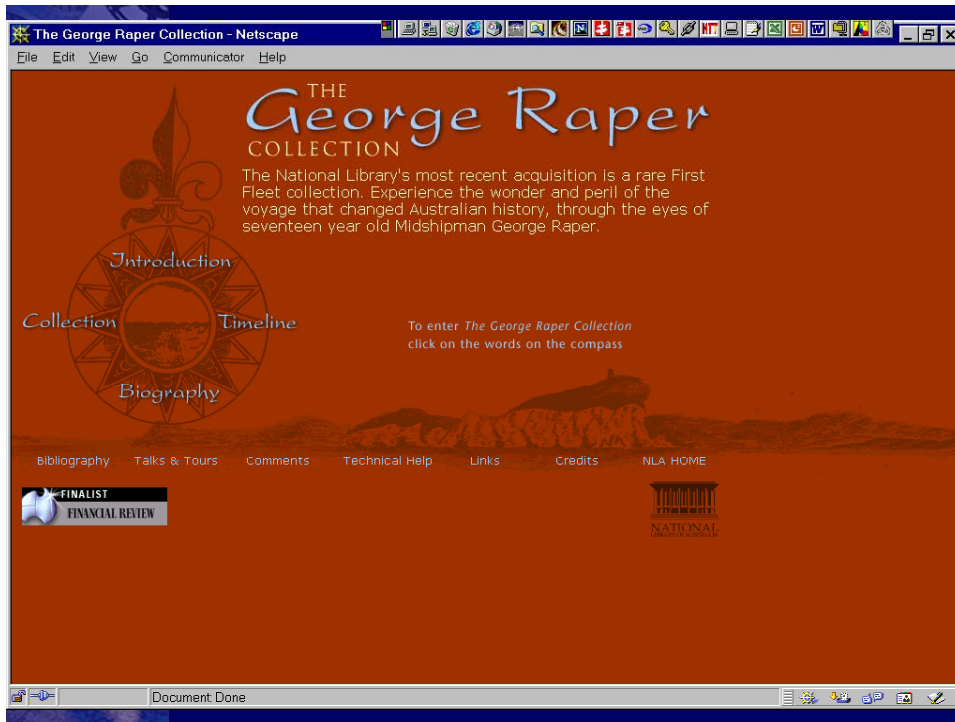 The George Raper Collection - Netscape
File Edit View Go Communicator Help
THE
George Raper
COLLECTION
The National Library's most recent acquisition is a rare First
Fleet collection. Experience the wonder and peril of the
voyage that changed Australian history, through the eyes of
seventeen year old Midshipman George Raper.
Introduction
Collection Timeline
To enter The George Raper Collection
click on the words on the compass
Biography
Bibliography Talks & Tours Comments Technical Help Links Credits NLA HOME
FINALIST
FINANCIAL REVIEW
NATIONAL
LIBRARY OF AUSTRALIA
Document: Done